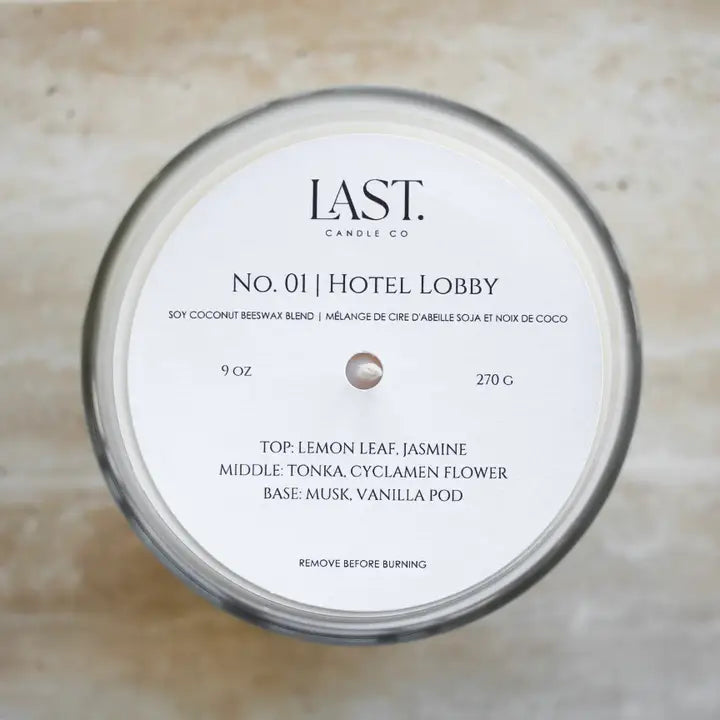 LAST.
CANDLE CO
No. 01 | Hotel Lobby
SOY COCONUT BEESWAX BLEND | MÉLANGE DE CIRE D'ABEILLE SOJA ET NOIX DE COCO
9 OZ
270 G
TOP: LEMON LEAF, JASMINE
MIDDLE: TONKA, CYCLAMEN FLOWER
BASE: MUSK, VANILLA POD
REMOVE BEFORE BURNING